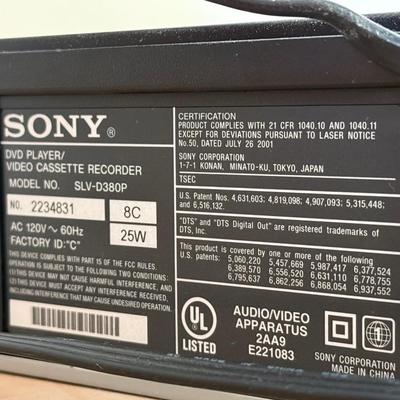 SONY®
DVD PLAYER/
VIDEO CASSETTE RECORDER
MODEL NO. SLV-D380P
NO. 2234831 8C
AC 120V~ 60Hz 25W
FACTORY ID:"C"
THIS DEVICE COMPLIES WITH PART 15 OF THE FCC RULES.
OPERATION IS SUBJECT TO THE FOLLOWING TWO CONDITIONS:
(1) THIS DEVICE MAY NOT CAUSE HARMFUL INTERFERENCE, AND
(2) THIS DEVICE MUST ACCEPT ANY INTERFERENCE RECEIVED,
INCLUDING INTERFERENCE THAT MAY CAUSE UNDESIRED OPERATION.
CERTIFICATION
PRODUCT COMPLIES WITH 21 CFR 1040.10 AND 1040.11
EXCEPT FOR DEVIATIONS PURSUANT TO LASER NOTICE
No.50, DATED JULY 26 2001
SONY CORPORATION
1-7-1 KONAN, MINATO-KU, TOKYO, JAPAN
TSEC
U.S.Patent Nos. 4,631,603; 4,819,098; 4,907,093; 5,315,448;
and 6,516,132.
"DTS" and "DTS Digital Out" are registered trademarks of
DTS, Inc.
This product is covered by one or more of
U.S. patents: 5,060,220 5,457,669 5,987,417 6,377,524
6,389,570 6,556,520 6,631,110 6,778,755
6,795,637 6,862,256 6,868,054 6,937,552
UL
LISTED
AUDIO/VIDEO
APPARATUS
2AA9
E221083
SONY CORPORATION
MADE IN CHINA